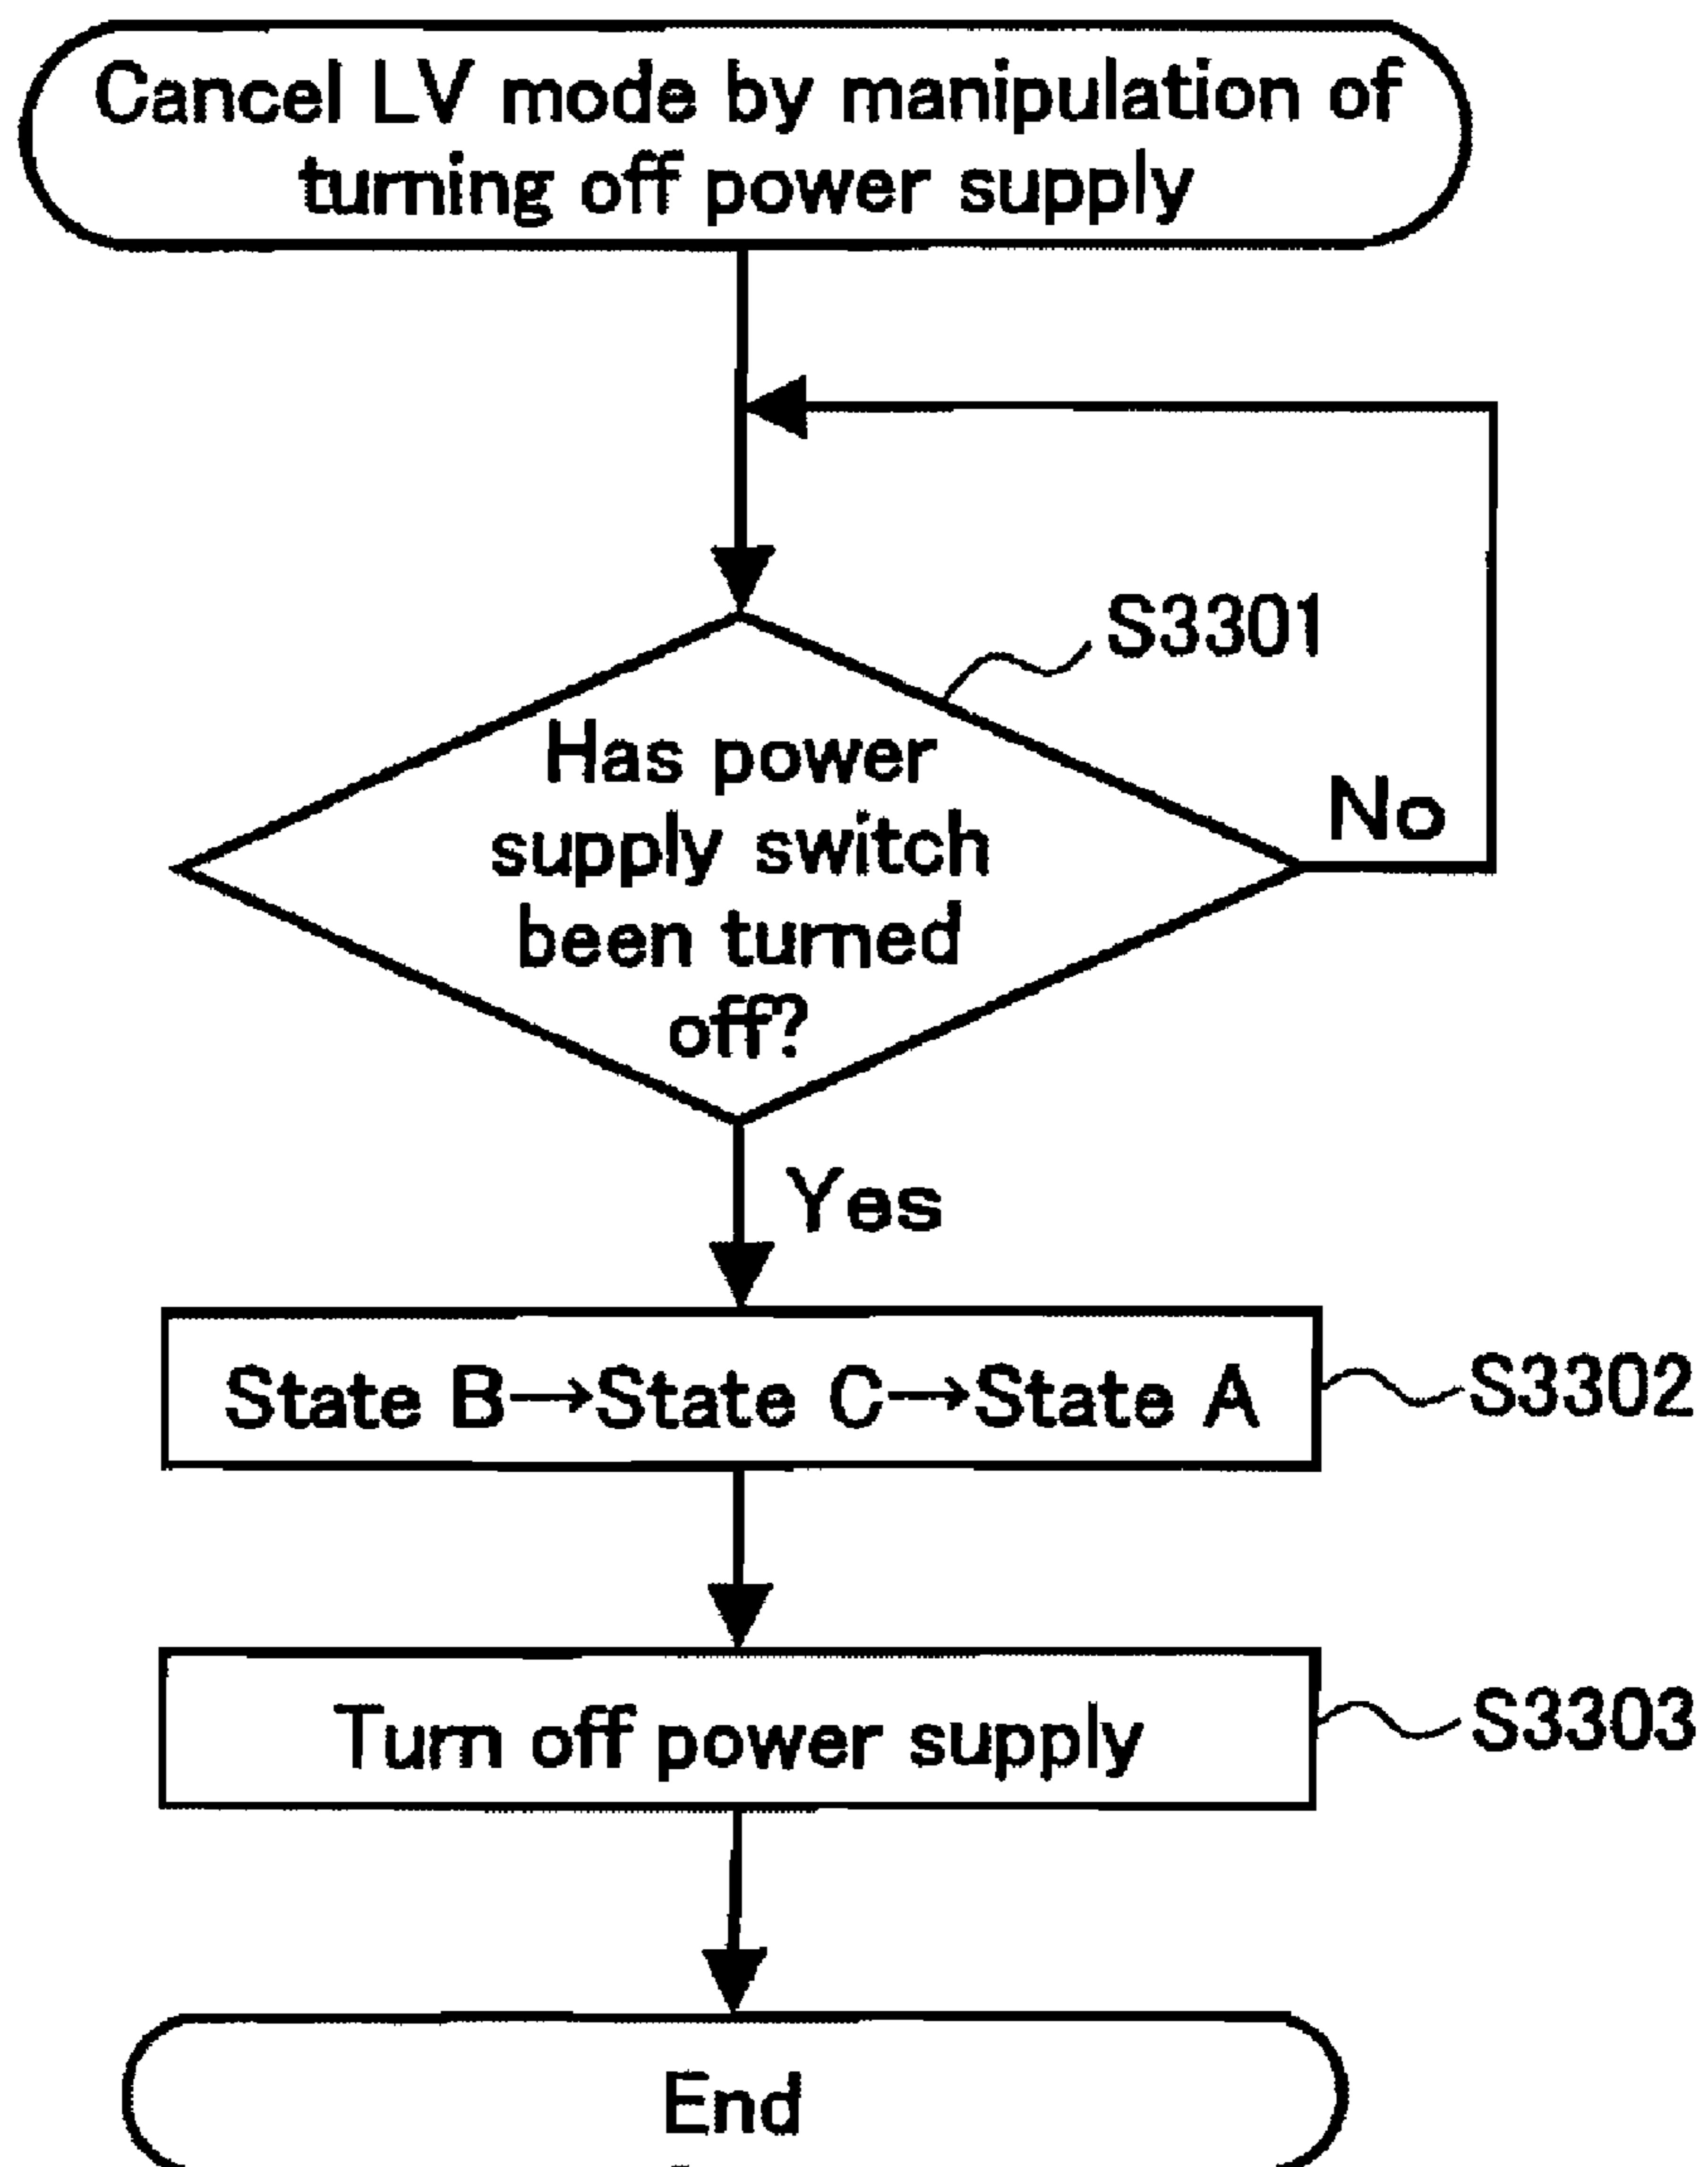 Cancel LV mode by manipulation of
turning off power supply
S3301
Has power
supply switch
been turned
off?
No
Yes
State B→State C→State A
S3302
Turn off power supply
S3303
End